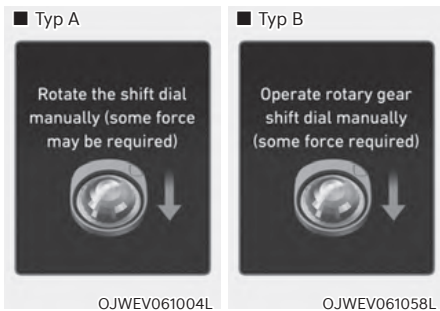 ■ Typ A
Rotate the shift dial
manually (some force
may be required)
OJWEV061004L
■ Typ B
Operate rotary gear
shift dial manually
(some force required)
OJWEV061058L